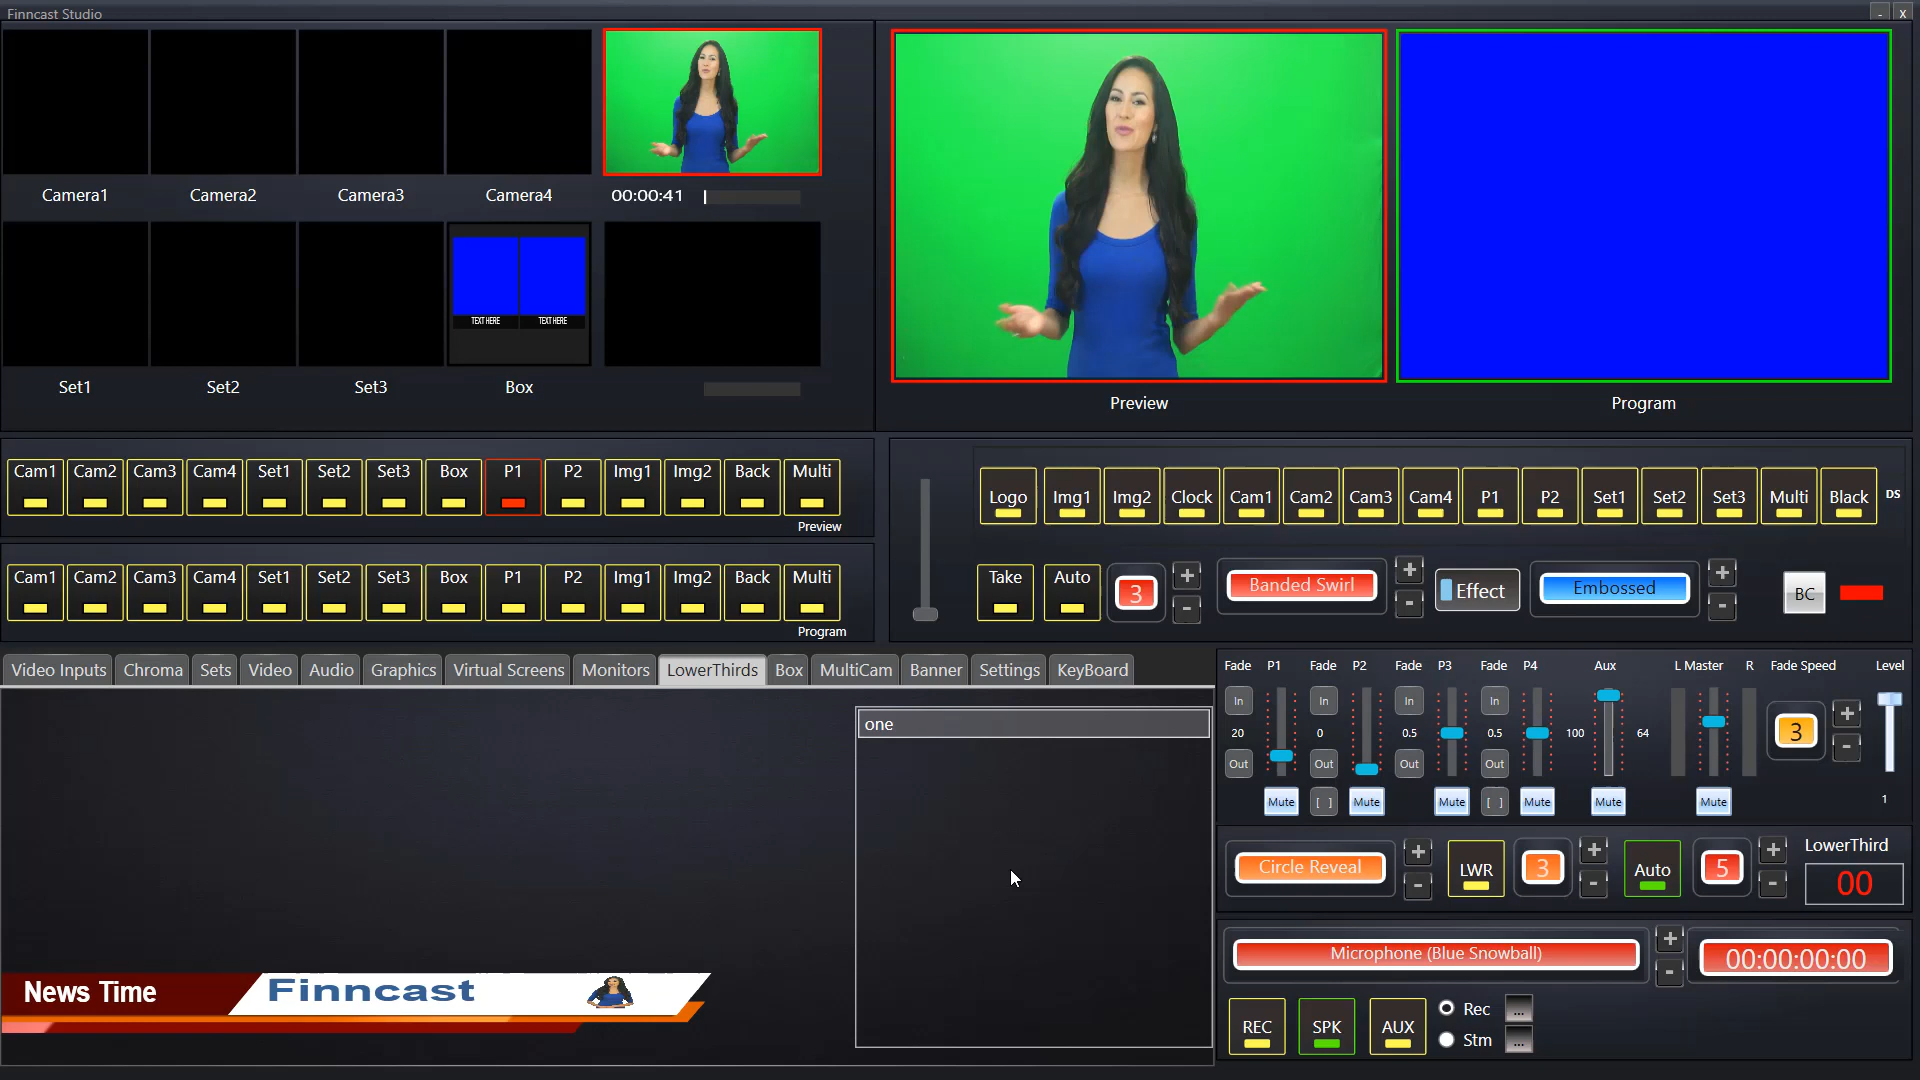 Finncast Studio
- X
Camera1 Camera2 Camera3 Camera4 00:00:41
TEXT HERE TEXT HERE
Set1 Set2 Set3 Box
Preview Program
Cam1 Cam2 Cam3 Cam4 Set1 Set2 Set3 Box P1 P2 Img1 Img2 Back Multi
Preview
Cam1 Cam2 Cam3 Cam4 Set1 Set2 Set3 Box P1 P2 Img1 Img2 Back Multi
Program
Logo Img1 Img2 Clock Cam1 Cam2 Cam3 Cam4 P1 P2 Set1 Set2 Set3 Multi Black DS
Take Auto 3 + - Banded Swirl + - Effect Embossed + - BC
Video Inputs Chroma Sets Video Audio Graphics Virtual Screens Monitors LowerThirds Box MultiCam Banner Settings KeyBoard
one
News Time Finncast
Fade P1 Fade P2 Fade P3 Fade P4 Aux L Master R Fade Speed Level
In In In In
20 0 0.5 0.5 100 64 3 + -
Out Out Out Out
Mute [ ] Mute Mute [ ] Mute Mute Mute 1
Circle Reveal + - LWR 3 + - Auto 5 + - LowerThird
00
Microphone (Blue Snowball) + - 00:00:00:00
REC SPK AUX Rec ...
Stm ...